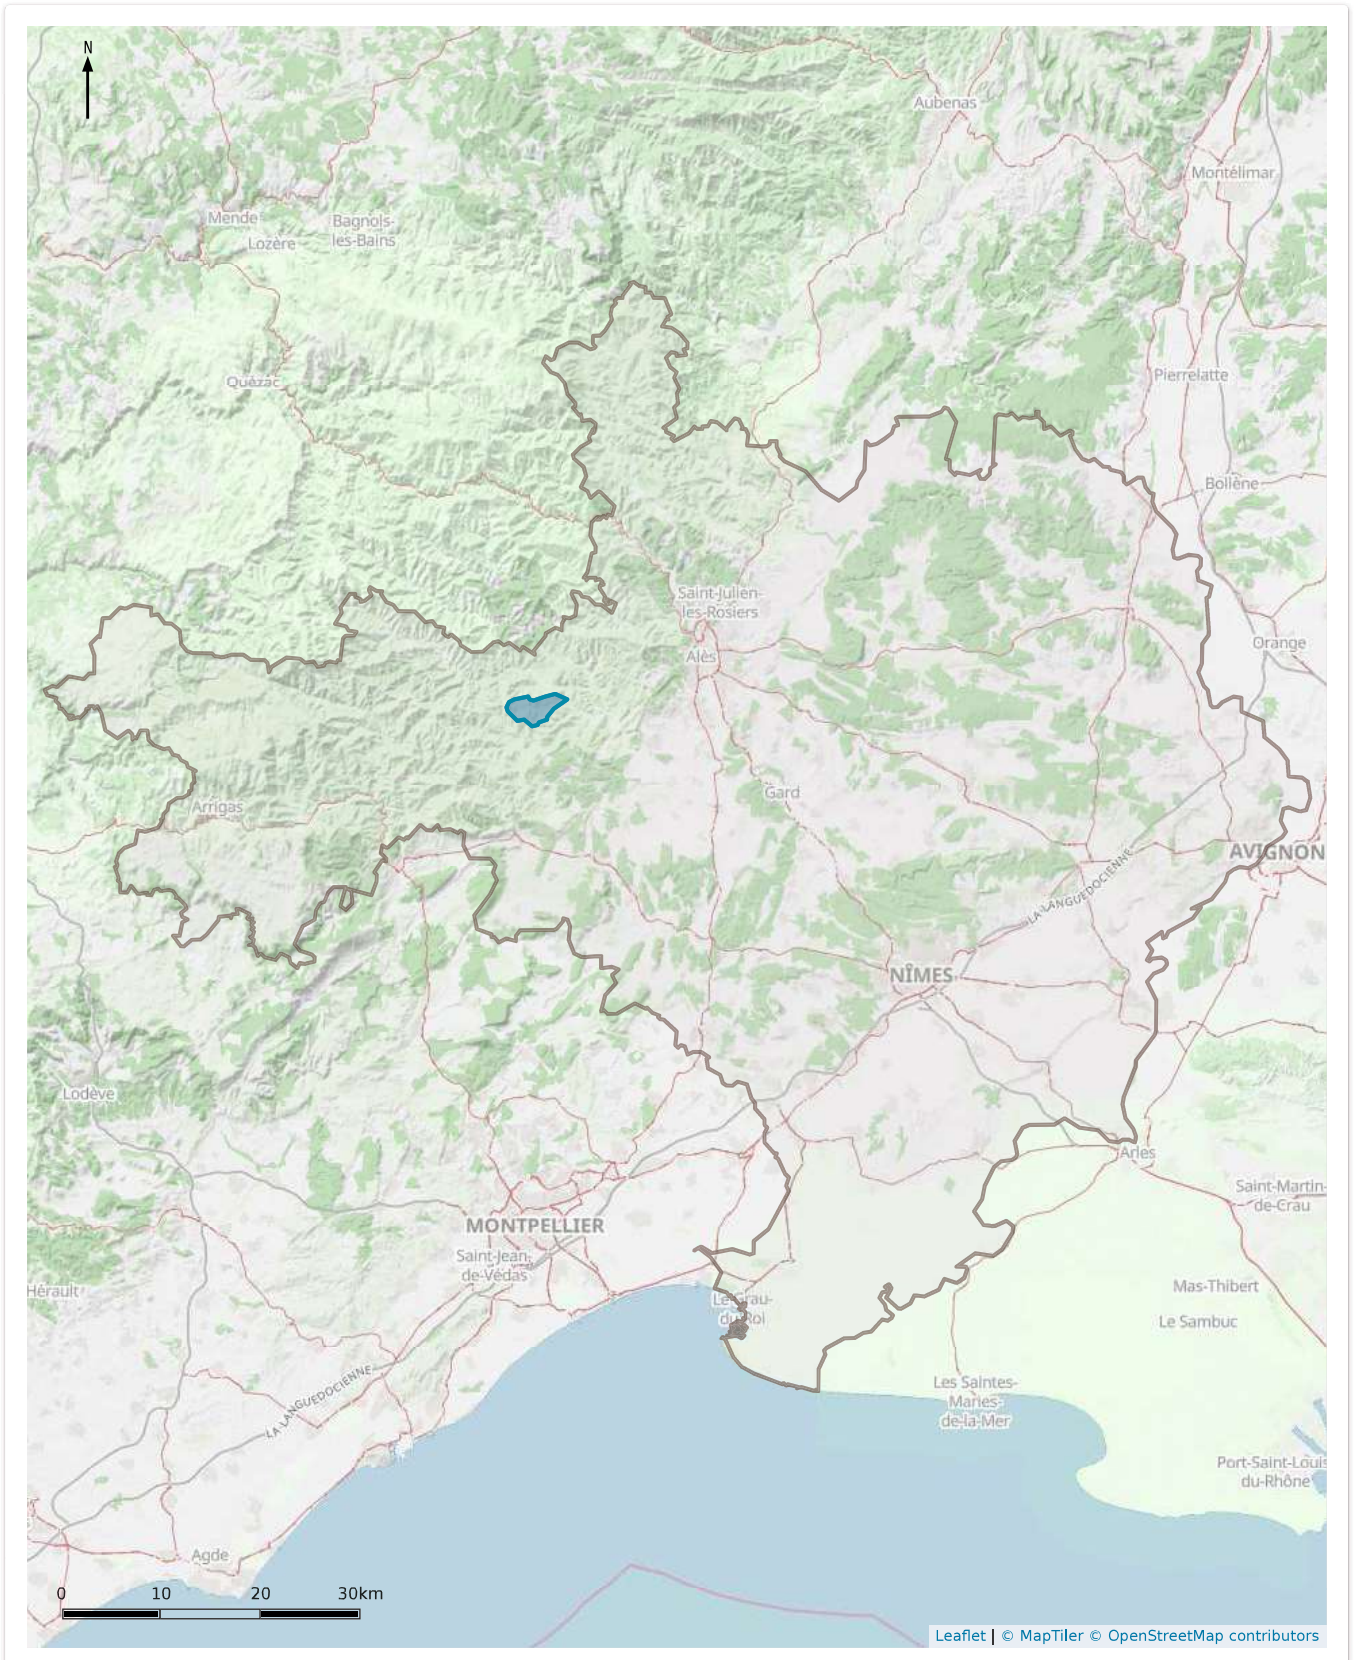 N
Aubenas
Montélimar
Mende
Bagnols-
les-Bains
Lozère
Quézac
Pierrelatte
Bollène
Saint-Julien-
les-Rosiers
Orange
Alès
Gard
Arrigas
AVIGNON
LA LANGUEDOCIENNE
NÎMES
Lodève
Arles
Saint-Martin-
de-Crau
MONTPELLIER
Saint-Jean-
de-Védas
Hérault
Mas-Thibert
Le Grau-
du-Roi
Le Sambuc
LA LANGUEDOCIENNE
Les Saintes-
Maries-
de-la-Mer
Port-Saint-Louis
du-Rhône
Agde
0 10 20 30km
Leaflet | © MapTiler © OpenStreetMap contributors